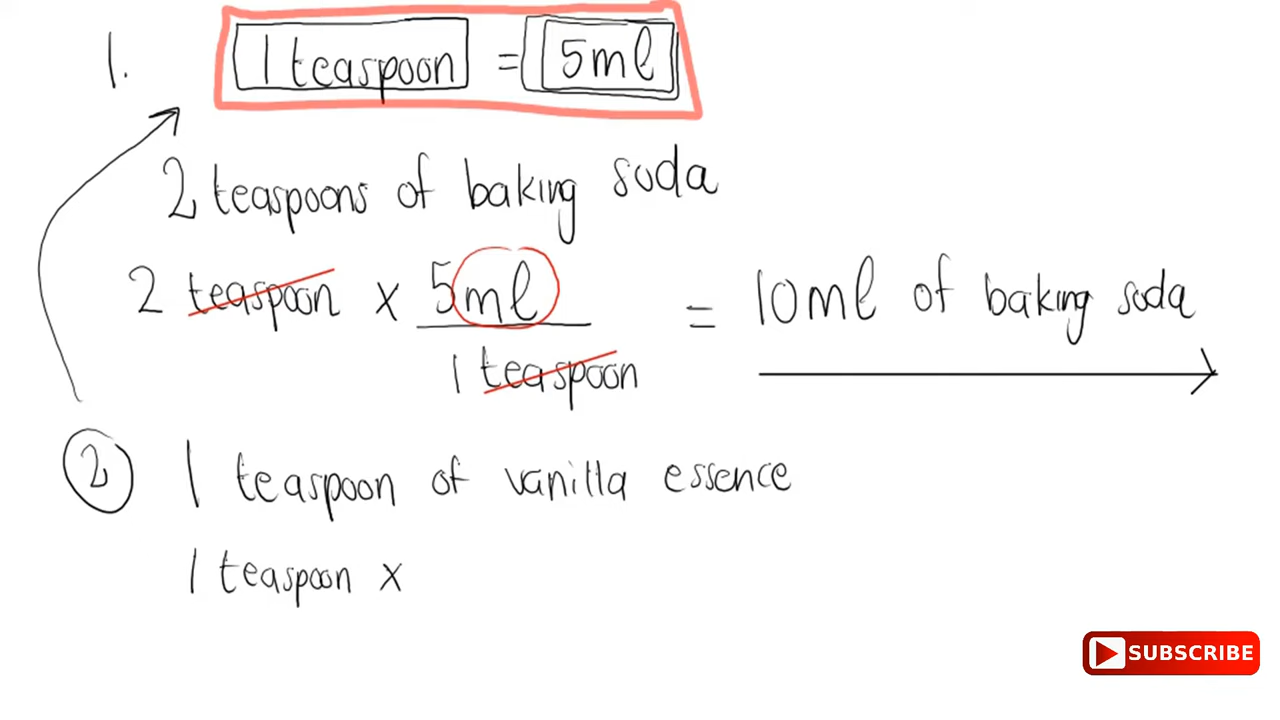 1. 1 teaspoon = 5ml
2 teaspoons of baking soda
2 teaspoon x 5ml = 10ml of baking soda
1 teaspoon
2 1 teaspoon of vanilla essence
1 teaspoon x
SUBSCRIBE